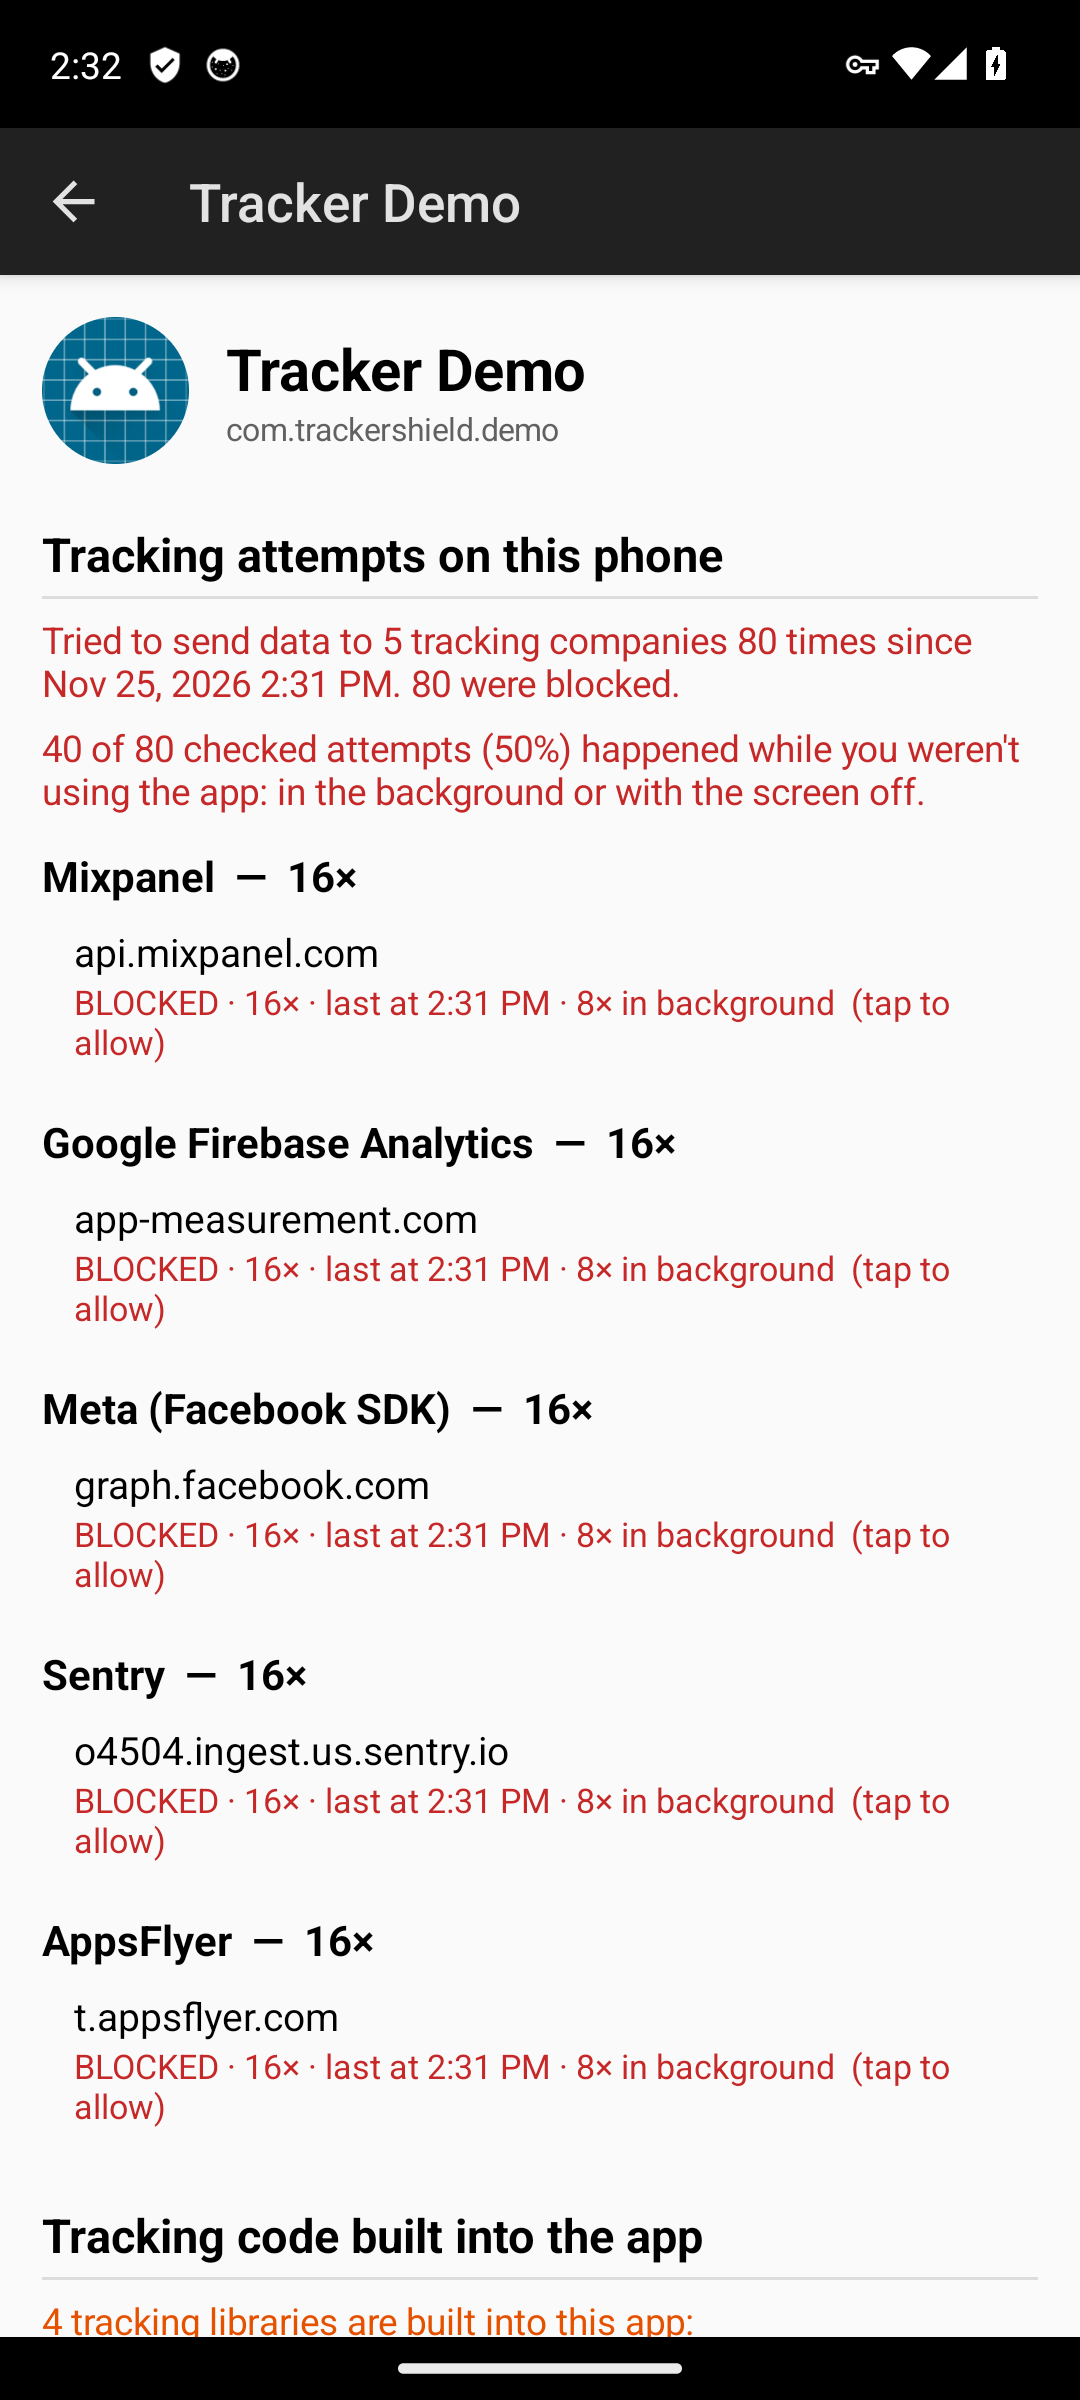 2:32
Tracker Demo
Tracker Demo
com.trackershield.demo
Tracking attempts on this phone
Tried to send data to 5 tracking companies 80 times since
Nov 25, 2026 2:31 PM. 80 were blocked.
40 of 80 checked attempts (50%) happened while you weren't
using the app: in the background or with the screen off.
Mixpanel — 16×
api.mixpanel.com
BLOCKED · 16× · last at 2:31 PM · 8× in background (tap to
allow)
Google Firebase Analytics — 16×
app-measurement.com
BLOCKED · 16× · last at 2:31 PM · 8× in background (tap to
allow)
Meta (Facebook SDK) — 16×
graph.facebook.com
BLOCKED · 16× · last at 2:31 PM · 8× in background (tap to
allow)
Sentry — 16×
o4504.ingest.us.sentry.io
BLOCKED · 16× · last at 2:31 PM · 8× in background (tap to
allow)
AppsFlyer — 16×
t.appsflyer.com
BLOCKED · 16× · last at 2:31 PM · 8× in background (tap to
allow)
Tracking code built into the app
4 tracking libraries are built into this app: